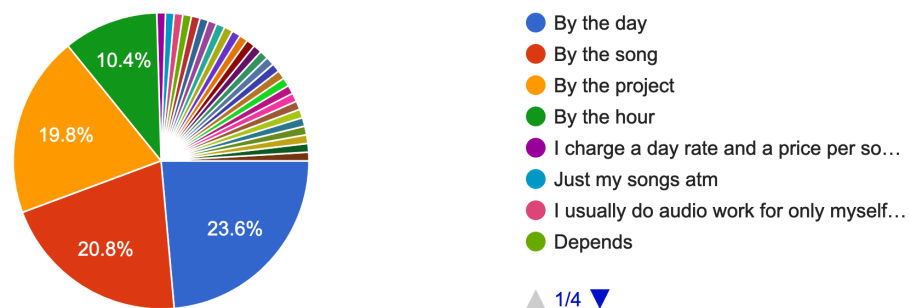 10.4%
19.8%
20.8%
23.6%
By the day
By the song
By the project
By the hour
I charge a day rate and a price per so…
Just my songs atm
I usually do audio work for only myself…
Depends
1/4